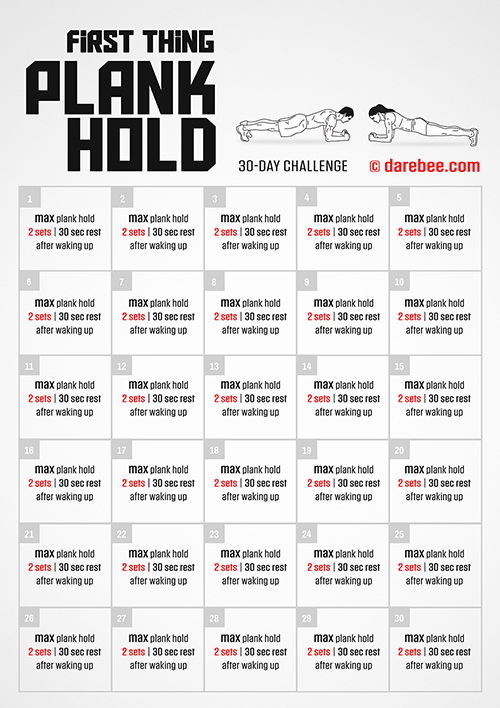 FIRST THING
PLANK
HOLD
30-DAY CHALLENGE © darebee.com
1 2 3 4 5
max plank hold max plank hold max plank hold max plank hold max plank hold
2 sets | 30 sec rest 2 sets | 30 sec rest 2 sets | 30 sec rest 2 sets | 30 sec rest 2 sets | 30 sec rest
after waking up after waking up after waking up after waking up after waking up
6 7 8 9 10
max plank hold max plank hold max plank hold max plank hold max plank hold
2 sets | 30 sec rest 2 sets | 30 sec rest 2 sets | 30 sec rest 2 sets | 30 sec rest 2 sets | 30 sec rest
after waking up after waking up after waking up after waking up after waking up
11 12 13 14 15
max plank hold max plank hold max plank hold max plank hold max plank hold
2 sets | 30 sec rest 2 sets | 30 sec rest 2 sets | 30 sec rest 2 sets | 30 sec rest 2 sets | 30 sec rest
after waking up after waking up after waking up after waking up after waking up
16 17 18 19 20
max plank hold max plank hold max plank hold max plank hold max plank hold
2 sets | 30 sec rest 2 sets | 30 sec rest 2 sets | 30 sec rest 2 sets | 30 sec rest 2 sets | 30 sec rest
after waking up after waking up after waking up after waking up after waking up
21 22 23 24 25
max plank hold max plank hold max plank hold max plank hold max plank hold
2 sets | 30 sec rest 2 sets | 30 sec rest 2 sets | 30 sec rest 2 sets | 30 sec rest 2 sets | 30 sec rest
after waking up after waking up after waking up after waking up after waking up
26 27 28 29 30
max plank hold max plank hold max plank hold max plank hold max plank hold
2 sets | 30 sec rest 2 sets | 30 sec rest 2 sets | 30 sec rest 2 sets | 30 sec rest 2 sets | 30 sec rest
after waking up after waking up after waking up after waking up after waking up